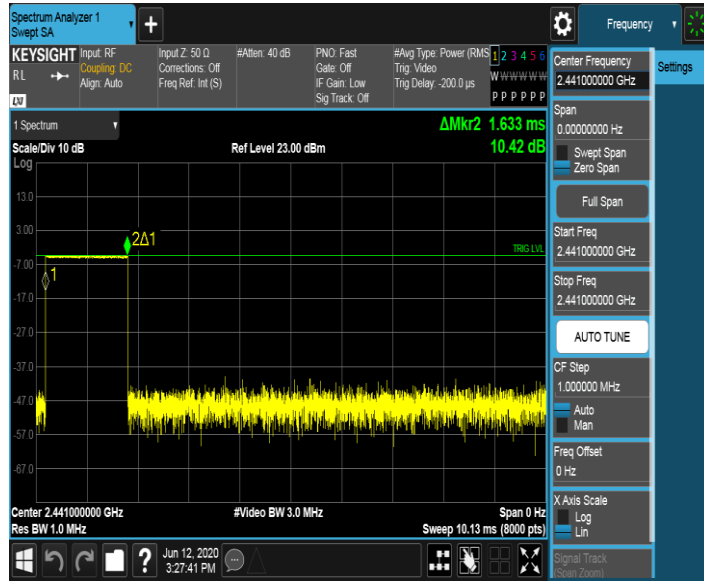 Spectrum Analyzer 1
Swept SA
+
Frequency
KEYSIGHT
RL
LXI
Input: RF
Coupling: DC
Align: Auto
Input Z: 50 Ω
Corrections: Off
Freq Ref: Int (S)
#Atten: 40 dB
PNO: Fast
Gate: Off
IF Gain: Low
Sig Track: Off
#Avg Type: Power (RMS
Trig: Video
Trig Delay: -200.0 µs
1 2 3 4 5 6
W W W W W W
P P P P P P
Center Frequency
2.441000000 GHz
Settings
Span
0.00000000 Hz
Swept Span
Zero Span
Full Span
Start Freq
2.441000000 GHz
Stop Freq
2.441000000 GHz
AUTO TUNE
CF Step
1.000000 MHz
Auto
Man
Freq Offset
0 Hz
X Axis Scale
Log
Lin
Signal Track
(Span Zoom)
1 Spectrum
Scale/Div 10 dB
Ref Level 23.00 dBm
ΔMkr2 1.633 ms
10.42 dB
Log
13.0
3.00
-7.00
-17.0
-27.0
-37.0
-47.0
-57.0
-67.0
2Δ1
1
TRIG LVL
Center 2.441000000 GHz
Res BW 1.0 MHz
#Video BW 3.0 MHz
Span 0 Hz
Sweep 10.13 ms (8000 pts)
?
Jun 12, 2020
3:27:41 PM